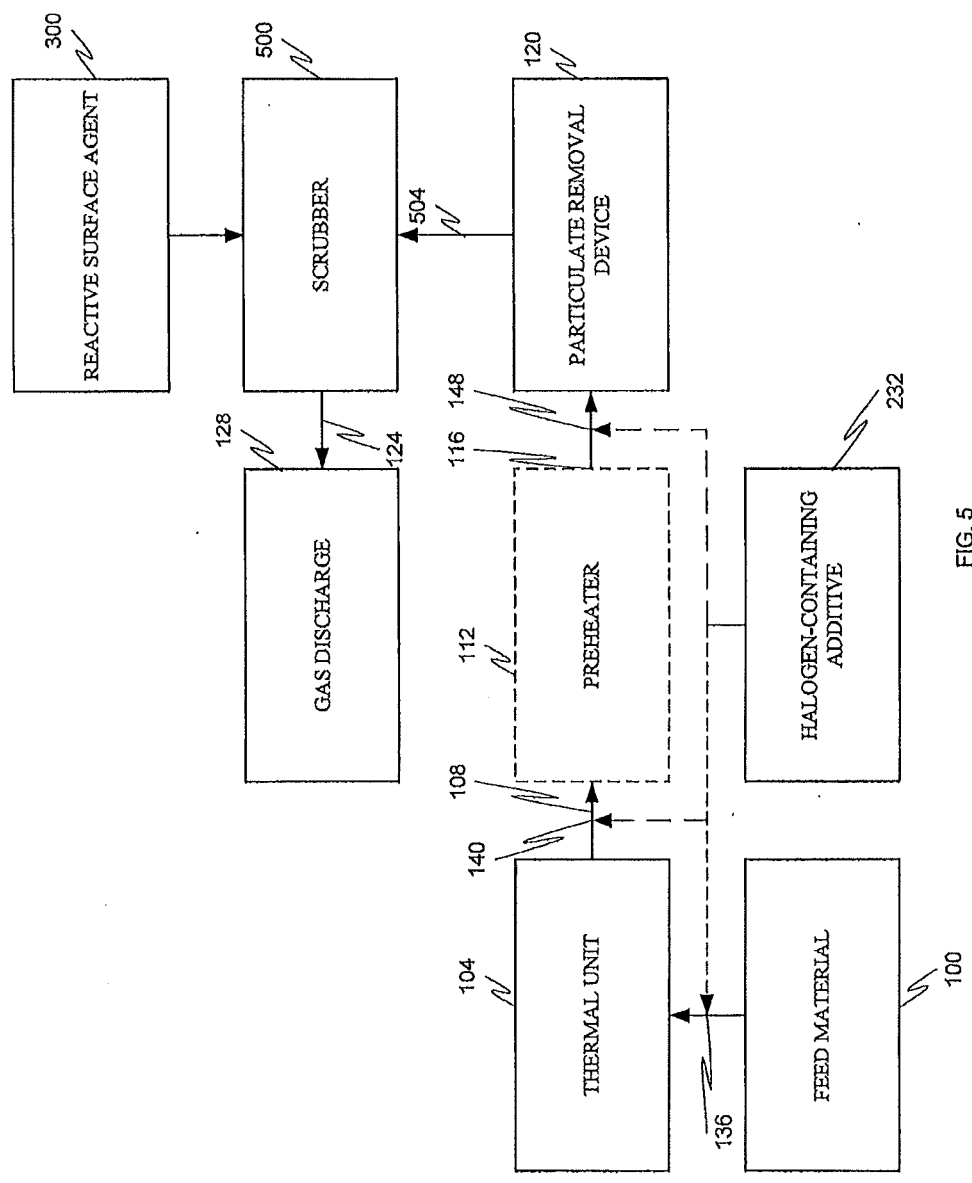 300
REACTIVE SURFACE AGENT
128
500
GAS DISCHARGE
SCRUBBER
124
504
104
140
108
112
116
148
120
THERMAL UNIT
PREHEATER
PARTICULATE REMOVAL
DEVICE
136
232
FEED MATERIAL
HALOGEN-CONTAINING
ADDITIVE
100
FIG. 5